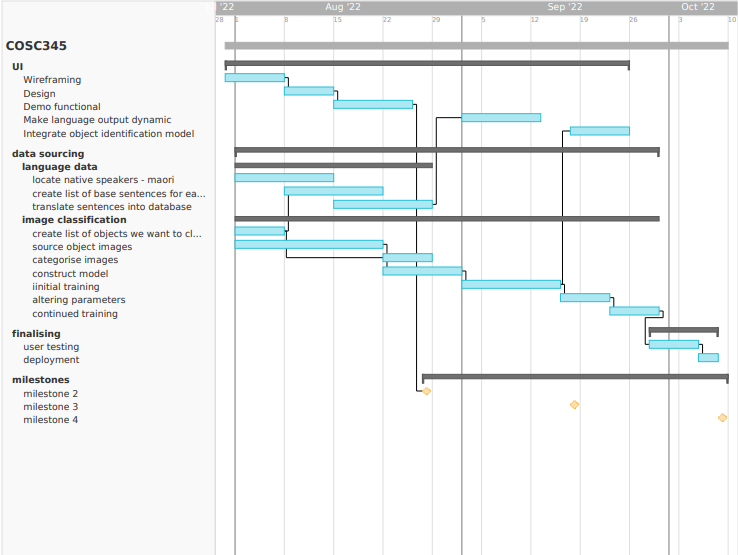 '22 Aug '22 Sep '22 Oct '22
28 1 8 15 22 29 5 12 19 26 3 10
COSC345
UI
Wireframing
Design
Demo functional
Make language output dynamic
Integrate object identification model
data sourcing
language data
locate native speakers - maori
create list of base sentences for ea...
translate sentences into database
image classification
create list of objects we want to cl...
source object images
categorise images
construct model
iinitial training
altering parameters
continued training
finalising
user testing
deployment
milestones
milestone 2
milestone 3
milestone 4